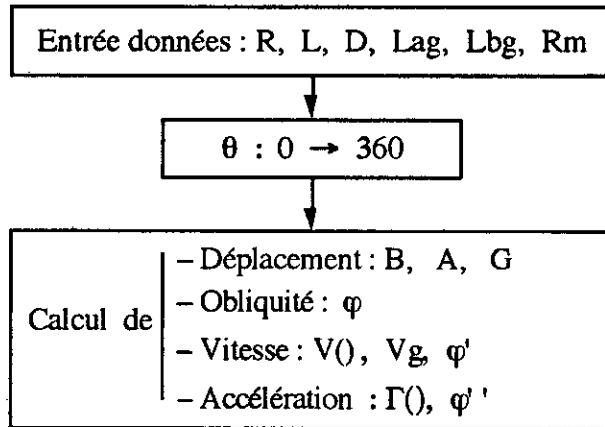 Entrée données : R, L, D, Lag, Lbg, Rm
θ : 0 → 360
Calcul de
– Déplacement : B, A, G
– Obliquité : φ
– Vitesse : V(), Vg, φ'
– Accélération : Γ(), φ''